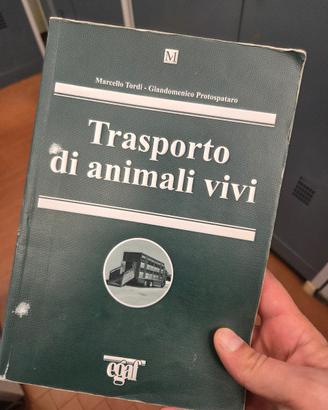 M
Marcello Tordi - Giandomenico Protospataro
Trasporto
di animali vivi
egaf